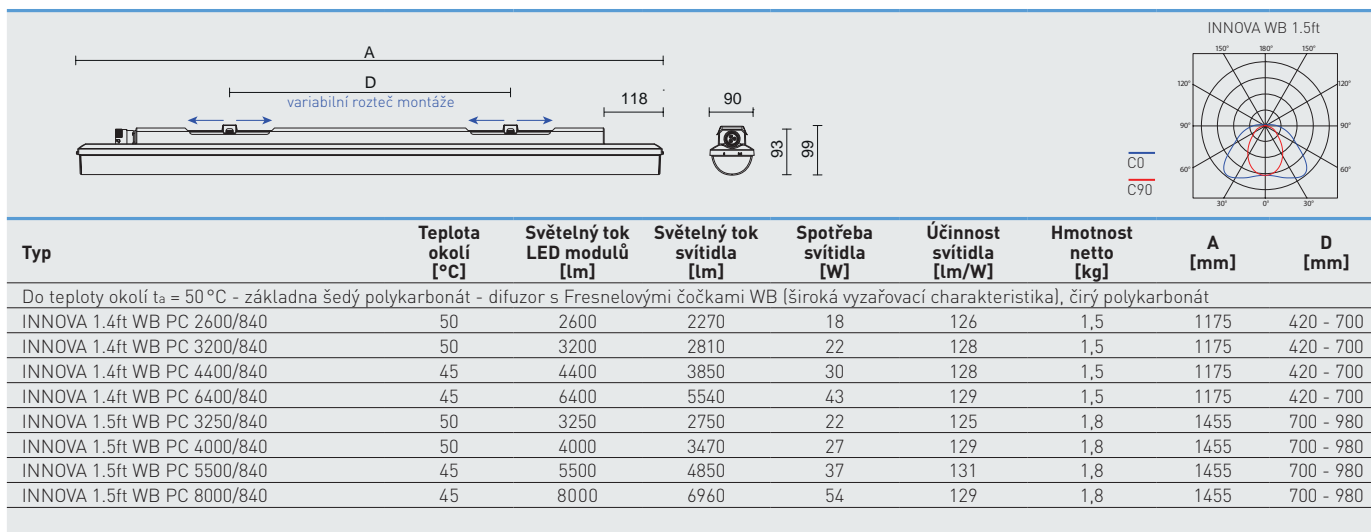 INNOVA WB 1.5ft
A
D
variabilní rozteč montáže
118
90
93
99
150° 180° 150°
120° 120°
90° 90°
60° 60°
30° 0° 30°
C0
C90
Typ Teplota okolí [°C] Světelný tok LED modulů [lm] Světelný tok svítidla [lm] Spotřeba svítidla [W] Účinnost svítidla [lm/W] Hmotnost netto [kg] A [mm] D [mm]
Do teploty okolí ta = 50°C - základna šedý polykarbonát - difuzor s Fresnelovými čočkami WB (široká vyzařovací charakteristika), čirý polykarbonát
INNOVA 1.4ft WB PC 2600/840 50 2600 2270 18 126 1,5 1175 420 - 700
INNOVA 1.4ft WB PC 3200/840 50 3200 2810 22 128 1,5 1175 420 - 700
INNOVA 1.4ft WB PC 4400/840 45 4400 3850 30 128 1,5 1175 420 - 700
INNOVA 1.4ft WB PC 6400/840 45 6400 5540 43 129 1,5 1175 420 - 700
INNOVA 1.5ft WB PC 3250/840 50 3250 2750 22 125 1,8 1455 700 - 980
INNOVA 1.5ft WB PC 4000/840 50 4000 3470 27 129 1,8 1455 700 - 980
INNOVA 1.5ft WB PC 5500/840 45 5500 4850 37 131 1,8 1455 700 - 980
INNOVA 1.5ft WB PC 8000/840 45 8000 6960 54 129 1,8 1455 700 - 980